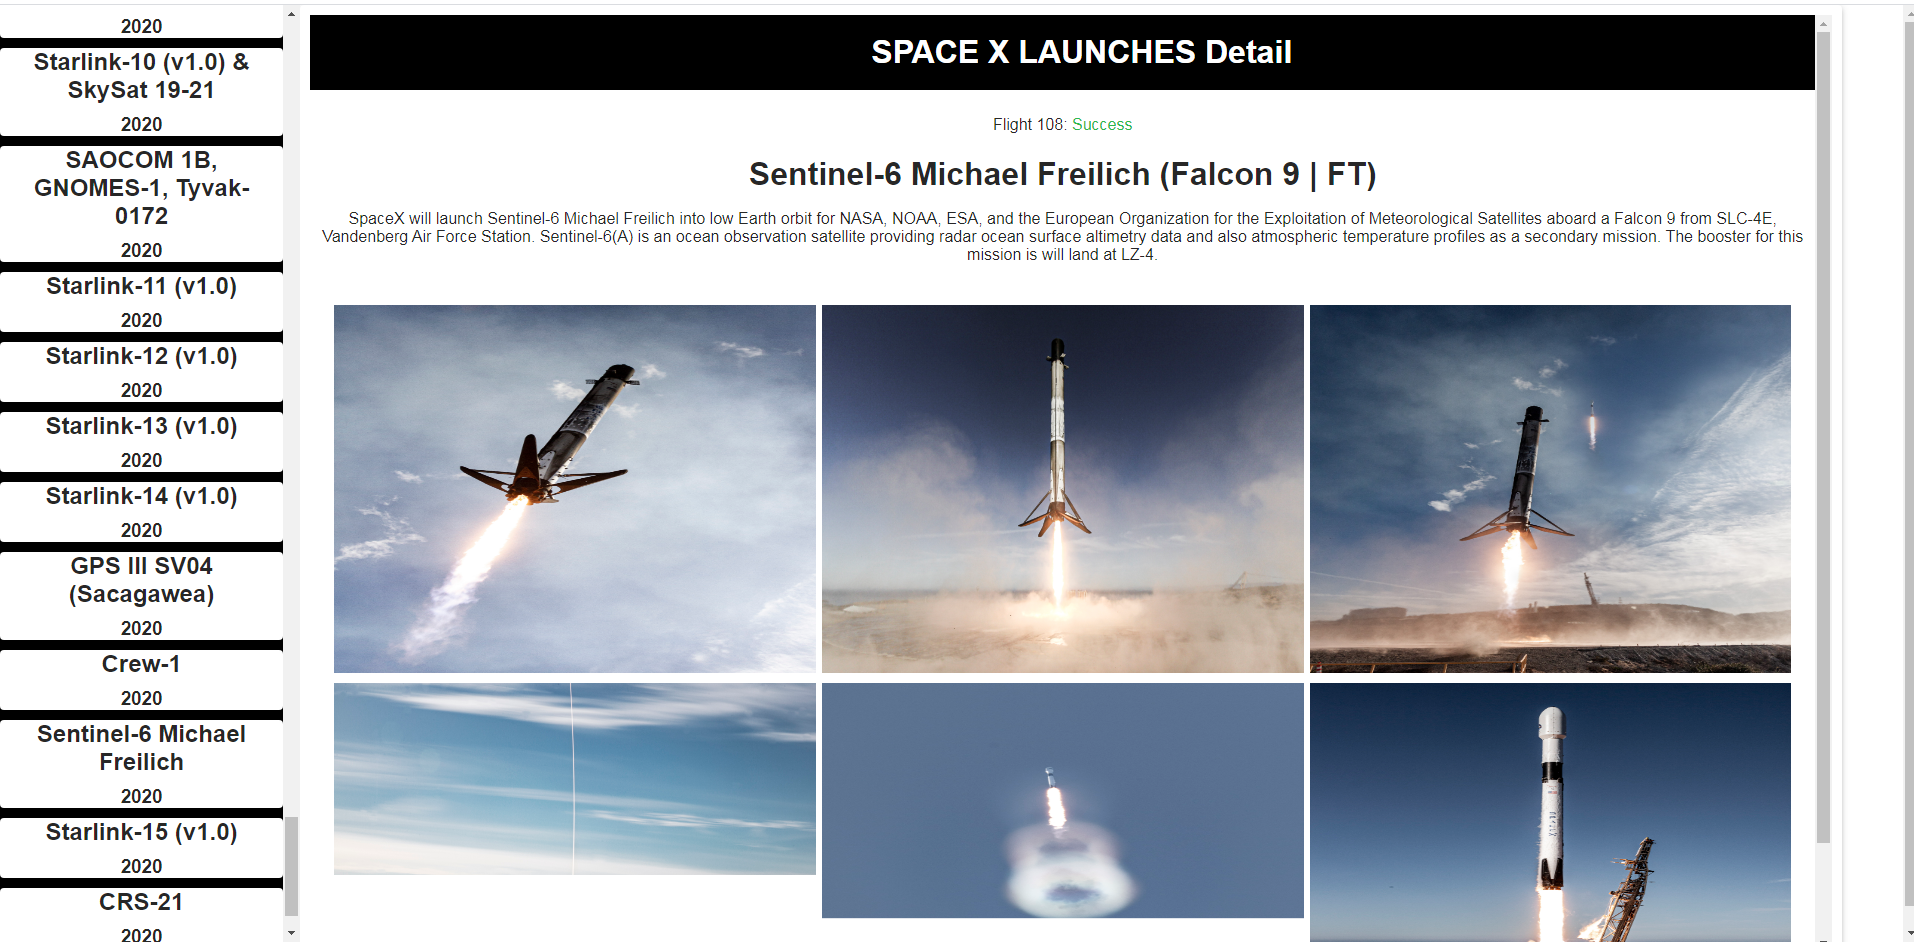 2020
Starlink-10 (v1.0) &
SkySat 19-21
2020
SAOCOM 1B,
GNOMES-1, Tyvak-
0172
2020
Starlink-11 (v1.0)
2020
Starlink-12 (v1.0)
2020
Starlink-13 (v1.0)
2020
Starlink-14 (v1.0)
2020
GPS III SV04
(Sacagawea)
2020
Crew-1
2020
Sentinel-6 Michael
Freilich
2020
Starlink-15 (v1.0)
2020
CRS-21
2020
SPACE X LAUNCHES Detail
Flight 108: Success
Sentinel-6 Michael Freilich (Falcon 9 | FT)
SpaceX will launch Sentinel-6 Michael Freilich into low Earth orbit for NASA, NOAA, ESA, and the European Organization for the Exploitation of Meteorological Satellites aboard a Falcon 9 from SLC-4E,
Vandenberg Air Force Station. Sentinel-6(A) is an ocean observation satellite providing radar ocean surface altimetry data and also atmospheric temperature profiles as a secondary mission. The booster for this
mission is will land at LZ-4.